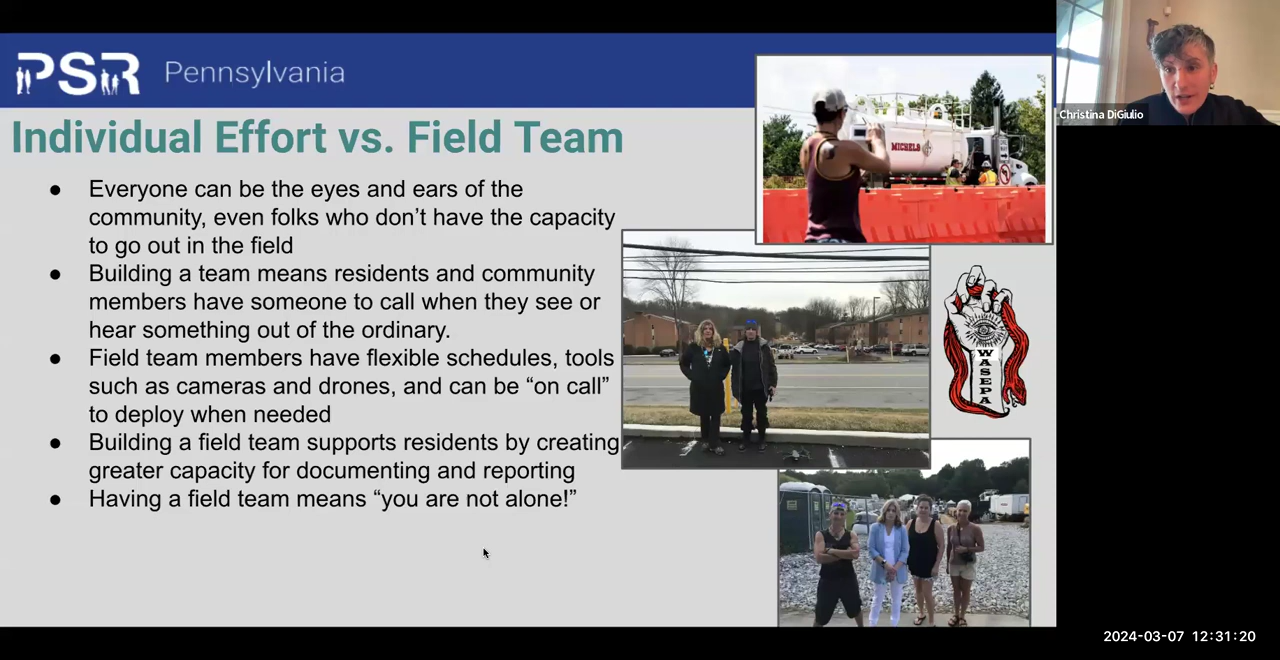 PSR Pennsylvania
Christina DiGiulio
Individual Effort vs. Field Team
MICHELS
● Everyone can be the eyes and ears of the
community, even folks who don’t have the capacity
to go out in the field
● Building a team means residents and community
members have someone to call when they see or
hear something out of the ordinary.
● Field team members have flexible schedules, tools
such as cameras and drones, and can be “on call”
to deploy when needed
● Building a field team supports residents by creating
greater capacity for documenting and reporting
● Having a field team means “you are not alone!”
WASEPA
2024-03-07 12:31:20